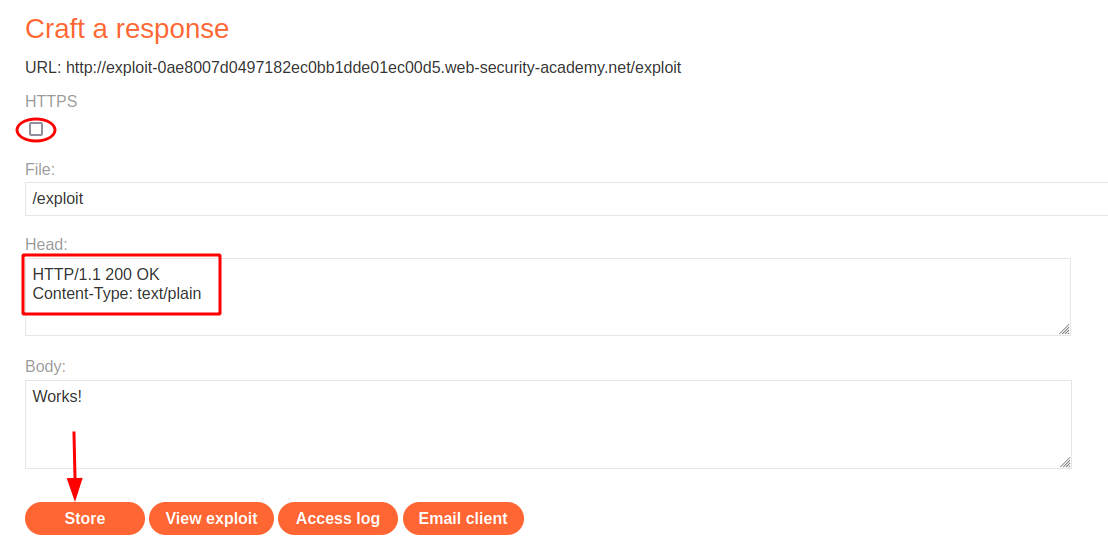 Craft a response
URL: http://exploit-0ae8007d0497182ec0bb1dde01ec00d5.web-security-academy.net/exploit
HTTPS
File:
/exploit
Head:
HTTP/1.1 200 OK
Content-Type: text/plain
Body:
Works!
Store View exploit Access log Email client